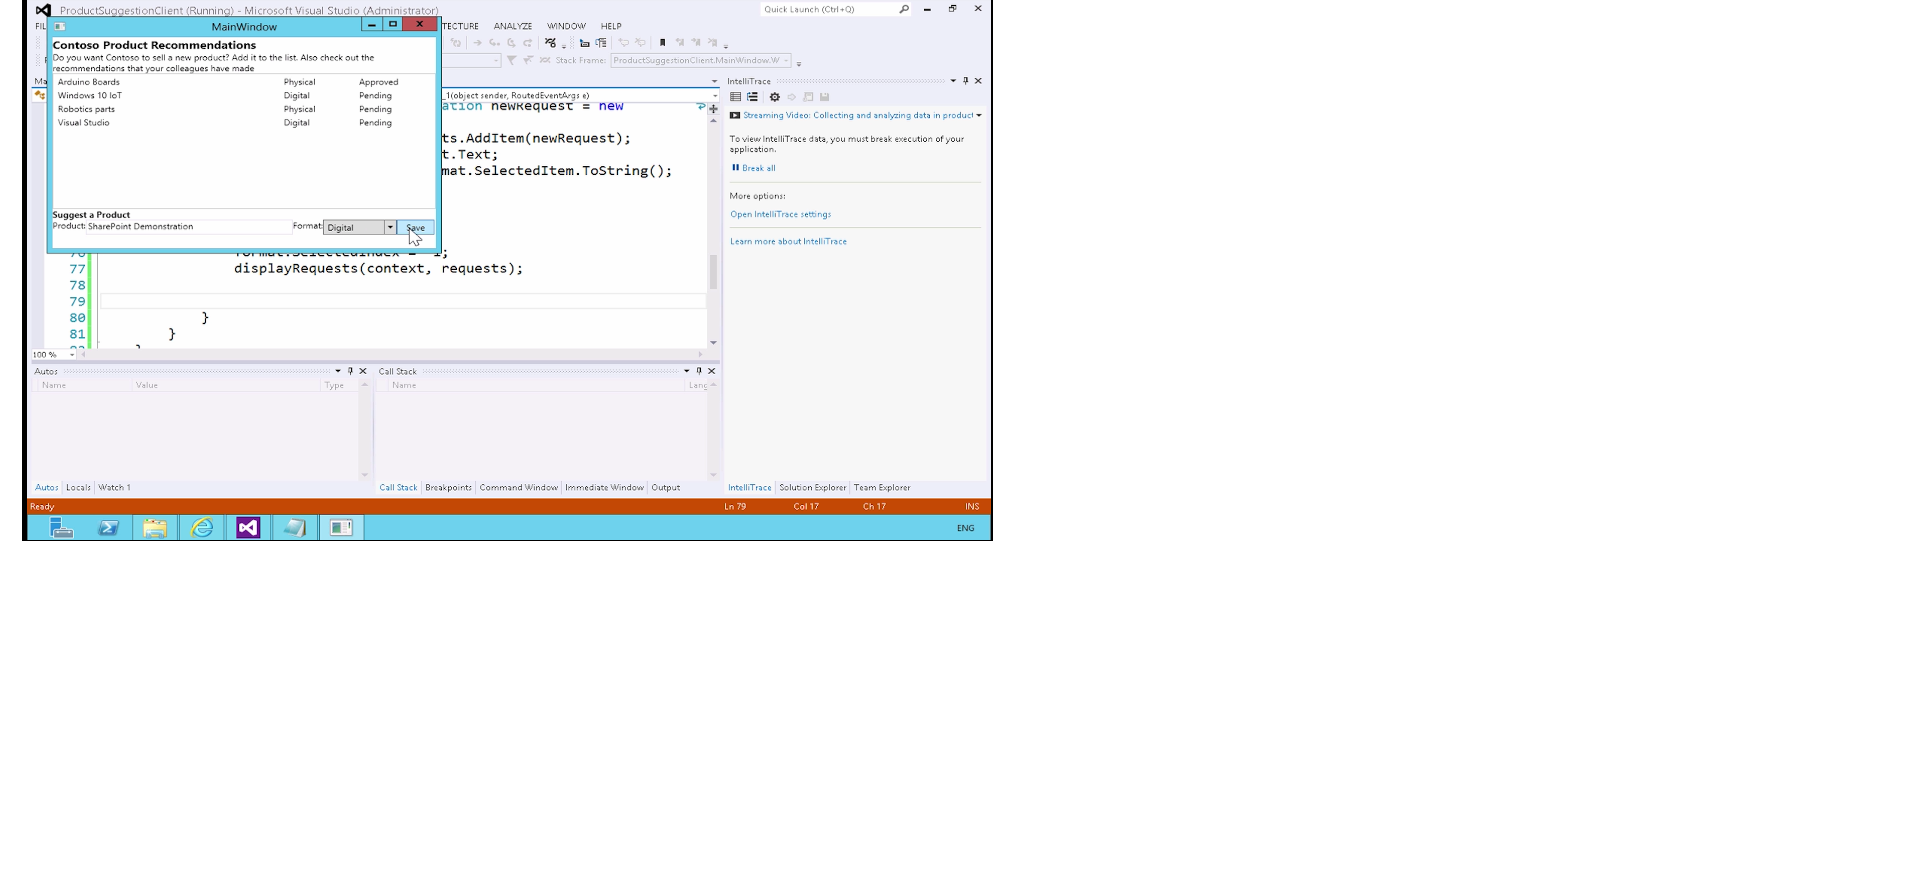 ProductSuggestionClient (Running) - Microsoft Visual Studio (Administrator)
Quick Launch (Ctrl+Q)
MainWindow
ANALYZE WINDOW HELP
Contoso Product Recommendations
Do you want Contoso to sell a new product? Add it to the list. Also check out the
recommendations that your colleagues have made
Arduino Boards Physical Approved
Windows 10 IoT Digital Pending
Robotics parts Physical Pending
Visual Studio Digital Pending
Suggest a Product
Product: SharePoint Demonstration Format: Digital Save
Stack Frame: ProductSuggestionClient.MainWindow.W
_1(object sender, RoutedEventArgs e)
newRequest = new
ts.AddItem(newRequest);
t.Text;
mat.SelectedItem.ToString();
77 displayRequests(context, requests);
78
79
80 }
81 }
100 %
IntelliTrace
Streaming Video: Collecting and analyzing data in product
To view IntelliTrace data, you must break execution of your
application.
Break all
More options:
Open IntelliTrace settings
Learn more about IntelliTrace
Autos
Name Value Type
Call Stack
Name Lang
Autos Locals Watch 1
Call Stack Breakpoints Command Window Immediate Window Output
IntelliTrace Solution Explorer Team Explorer
Ready Ln 79 Col 17 Ch 17 INS
ENG